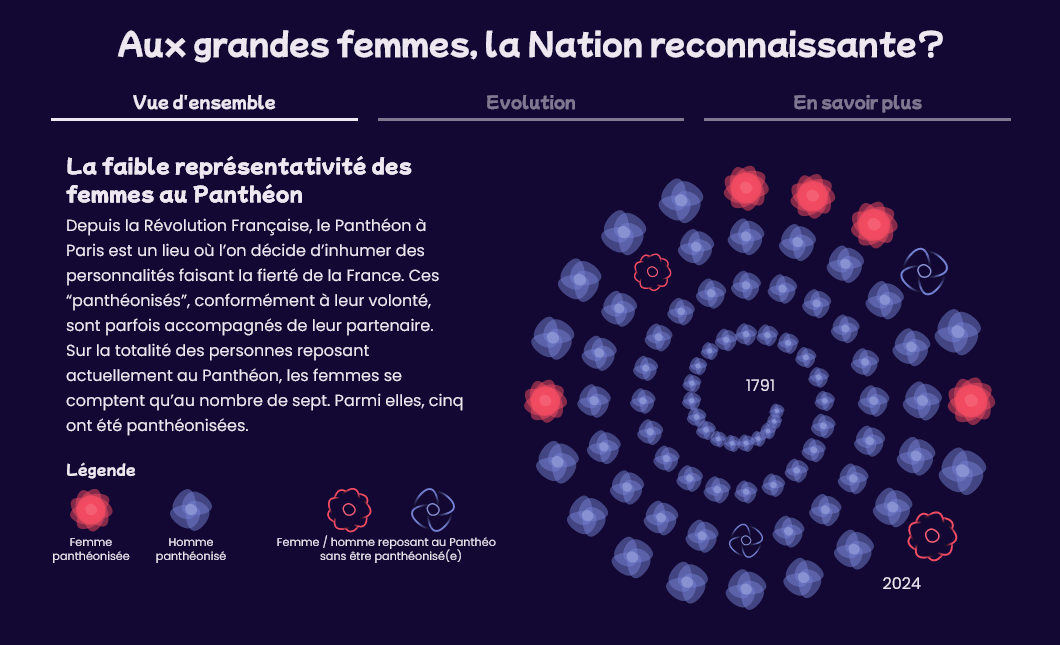 Aux grandes femmes, la Nation reconnaissante?
Vue d'ensemble
Evolution
En savoir plus
La faible représentativité des
femmes au Panthéon
Depuis la Révolution Française, le Panthéon à
Paris est un lieu où l'on décide d'inhumer des
personnalités faisant la fierté de la France. Ces
“panthéonisés”, conformément à leur volonté,
sont parfois accompagnés de leur partenaire.
Sur la totalité des personnes reposant
actuellement au Panthéon, les femmes se
comptent qu'au nombre de sept. Parmi elles, cinq
ont été panthéonisées.
Légende
Femme
panthéonisée
Homme
panthéonisé
Femme / homme reposant au Panthéo
sans être panthéonisé(e)
1791
2024